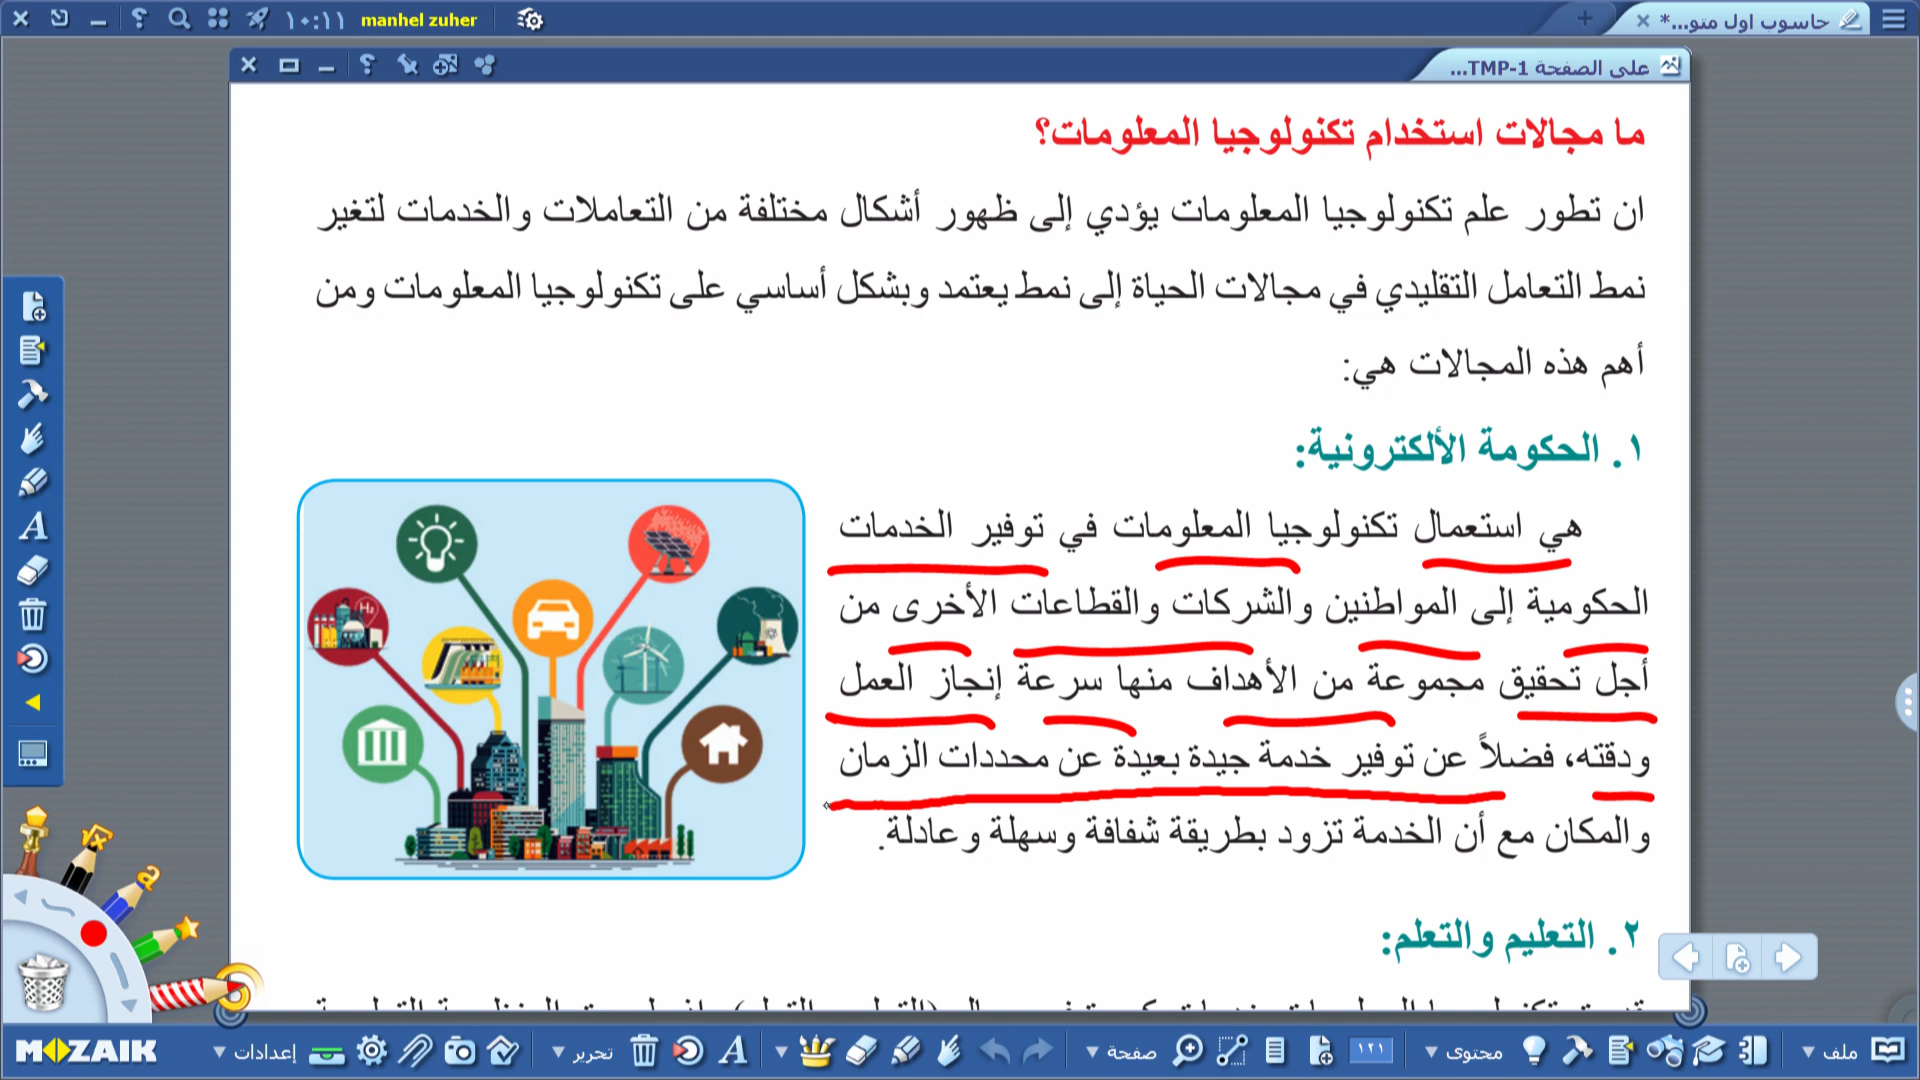 حاسوب اول متو...*
manhel zuher
١٠:١١
على الصفحة TMP-1...
ما مجالات استخدام تكنولوجيا المعلومات؟
ان تطور علم تكنولوجيا المعلومات يؤدي إلى ظهور أشكال مختلفة من التعاملات والخدمات لتغير
نمط التعامل التقليدي في مجالات الحياة إلى نمط يعتمد وبشكل أساسي على تكنولوجيا المعلومات ومن
أهم هذه المجالات هي:
١. الحكومة الألكترونية:
هي استعمال تكنولوجيا المعلومات في توفير الخدمات
الحكومية إلى المواطنين والشركات والقطاعات الأخرى من
أجل تحقيق مجموعة من الأهداف منها سرعة إنجاز العمل
ودقته، فضلاً عن توفير خدمة جيدة بعيدة عن محددات الزمان
والمكان مع أن الخدمة تزود بطريقة شفافة وسهلة وعادلة.
H₂
٢. التعليم والتعلم:
ملف
محتوى
١٢١
صفحة
تحرير
إعدادات
MOZAIK